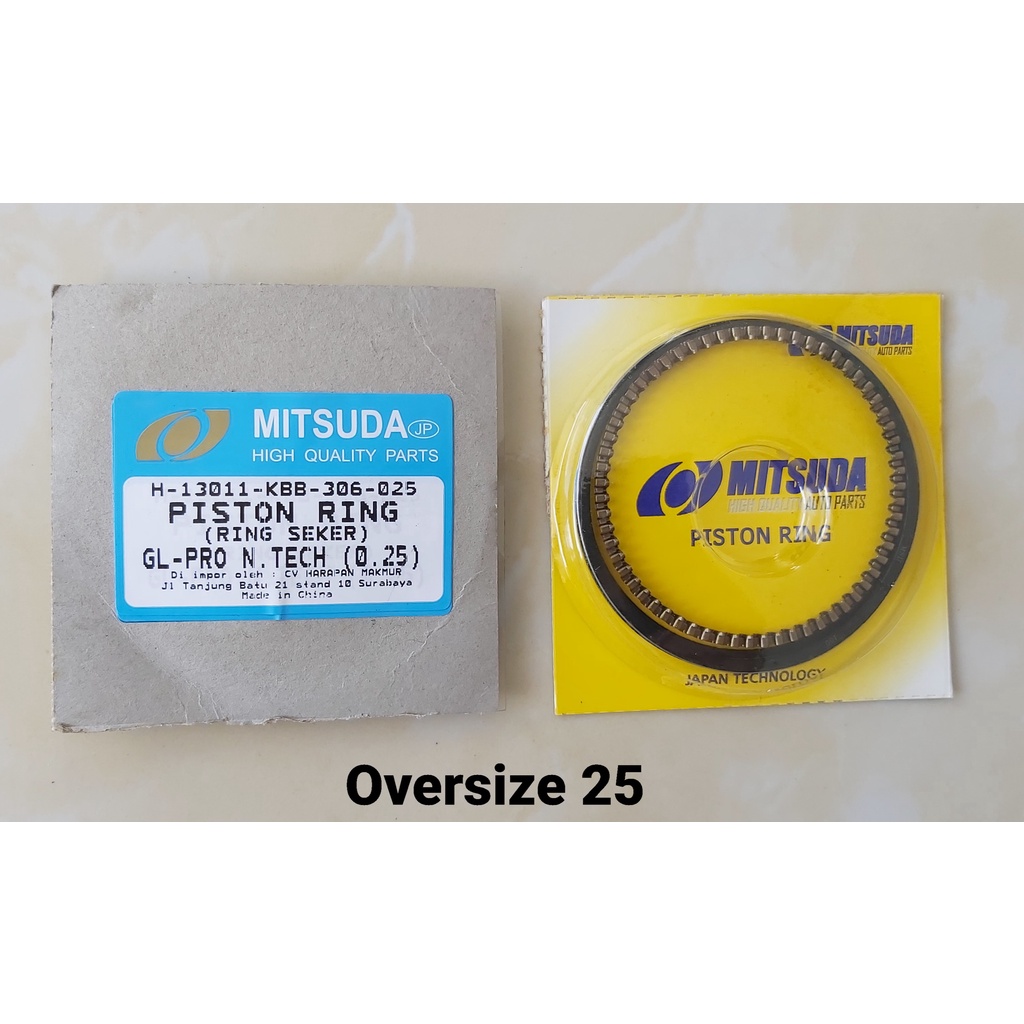 MITSUDA JP
HIGH QUALITY PARTS
H-13011-KBB-306-025
PISTON RING
(RING SEKER)
GL-PRO N.TECH (0.25)
Di impor oleh : CV HARAPAN MAKMUR
Jl Tanjung Batu 21 stand 10 Surabaya
Made in China
MITSUDA
AUTO PARTS
MITSUDA
HIGH QUALITY AUTO PARTS
PISTON RING
JAPAN TECHNOLOGY
Oversize 25